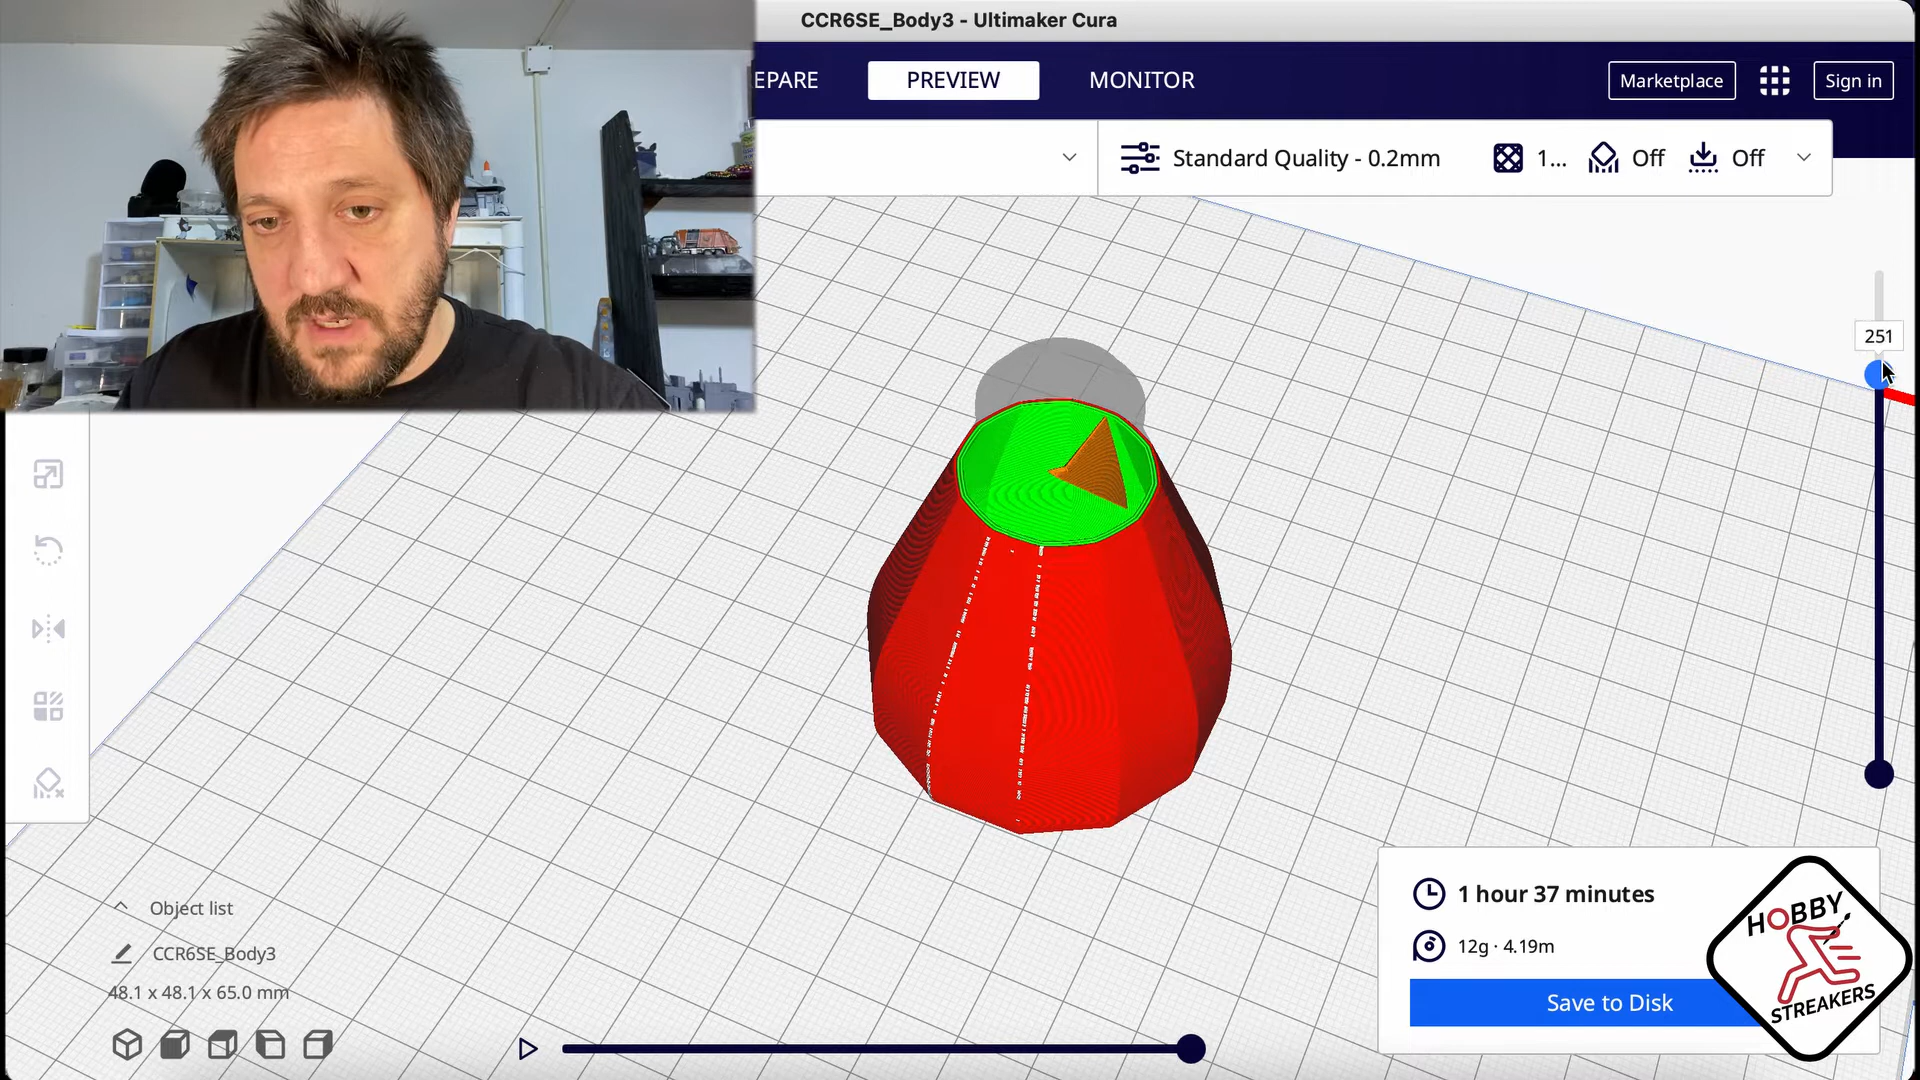 CCR6SE_Body3 - Ultimaker Cura
EPARE
PREVIEW
MONITOR
Marketplace
Sign in
Standard Quality - 0.2mm
1...
Off
Off
251
Object list
CCR6SE_Body3
48.1 x 48.1 x 65.0 mm
1 hour 37 minutes
12g · 4.19m
Save to Disk
HOBBY
STREAKERS